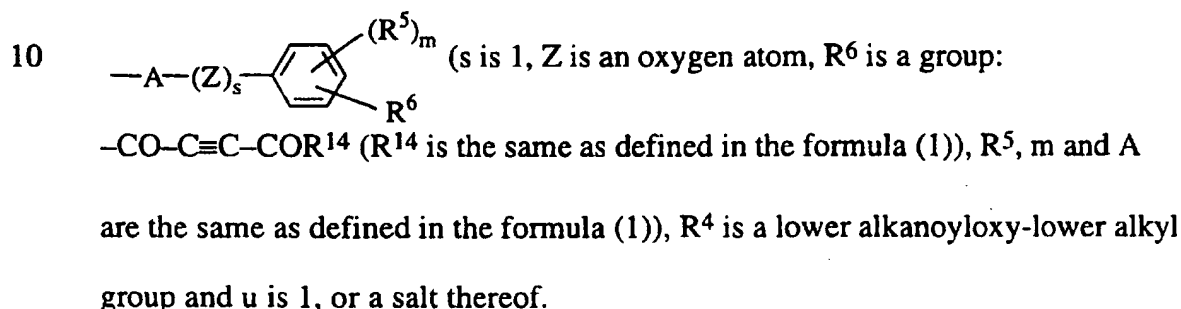 10 —A—(Z)s (R⁵)m R⁶ (s is 1, Z is an oxygen atom, R⁶ is a group:
–CO–C≡C–COR¹⁴ (R¹⁴ is the same as defined in the formula (1)), R⁵, m and A
are the same as defined in the formula (1)), R⁴ is a lower alkanoyloxy-lower alkyl
group and u is 1, or a salt thereof.